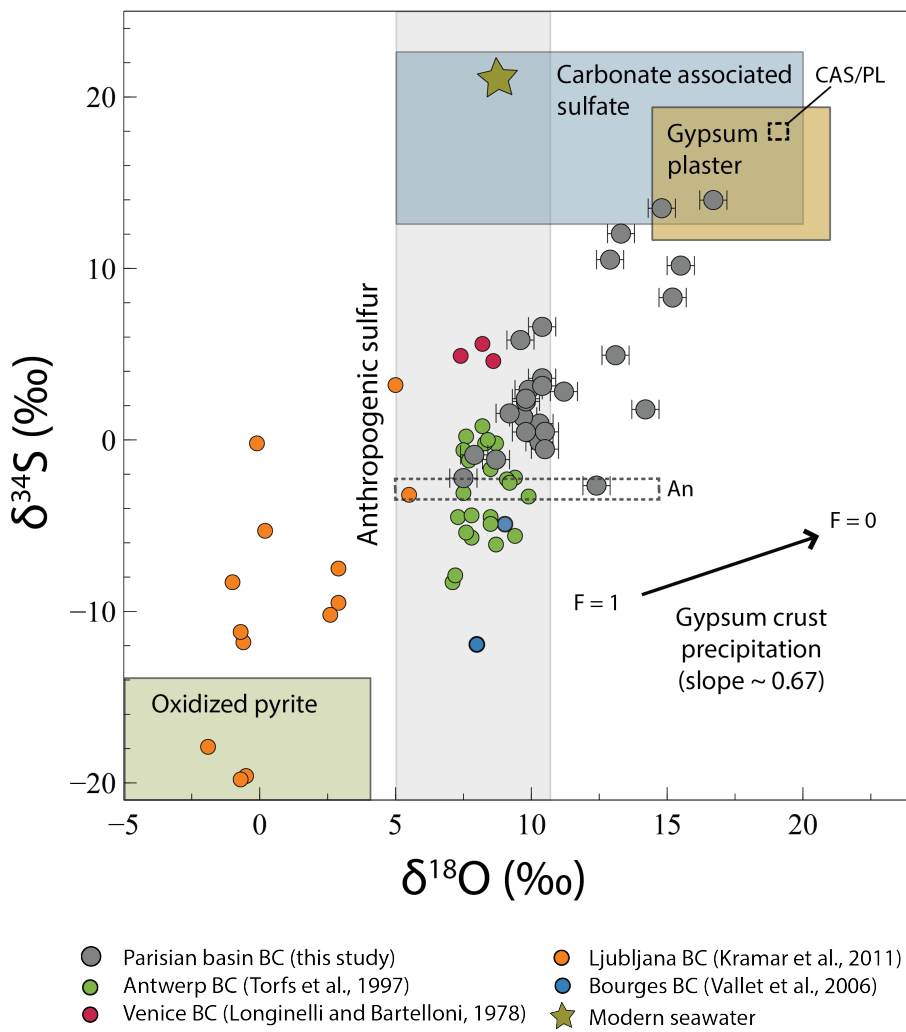 20
10
0
−10
−20
δ³⁴S (‰)
Carbonate associated
sulfate
CAS/PL
Gypsum
plaster
Anthropogenic sulfur
An
F = 0
F = 1
Gypsum crust
precipitation
(slope ~ 0.67)
Oxidized pyrite
−5
0
5
10
15
20
δ¹⁸O (‰)
Parisian basin BC (this study)
Antwerp BC (Torfs et al., 1997)
Venice BC (Longinelli and Bartelloni, 1978)
Ljubljana BC (Kramar et al., 2011)
Bourges BC (Vallet et al., 2006)
Modern seawater